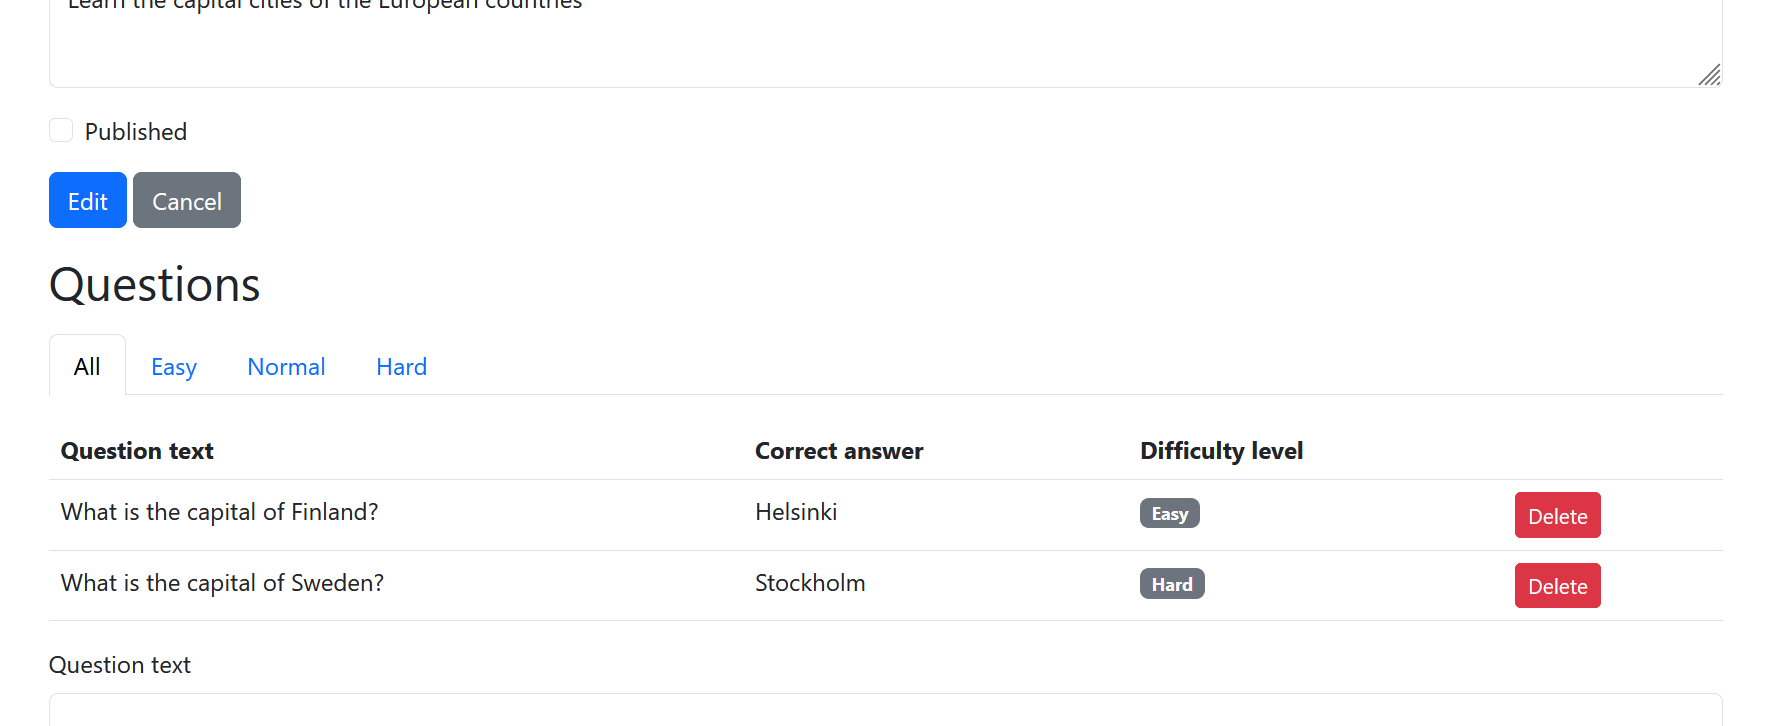 Learn the capital cities of the European countries
Published
Edit Cancel
Questions
All Easy Normal Hard
Question text Correct answer Difficulty level
What is the capital of Finland? Helsinki Easy Delete
What is the capital of Sweden? Stockholm Hard Delete
Question text